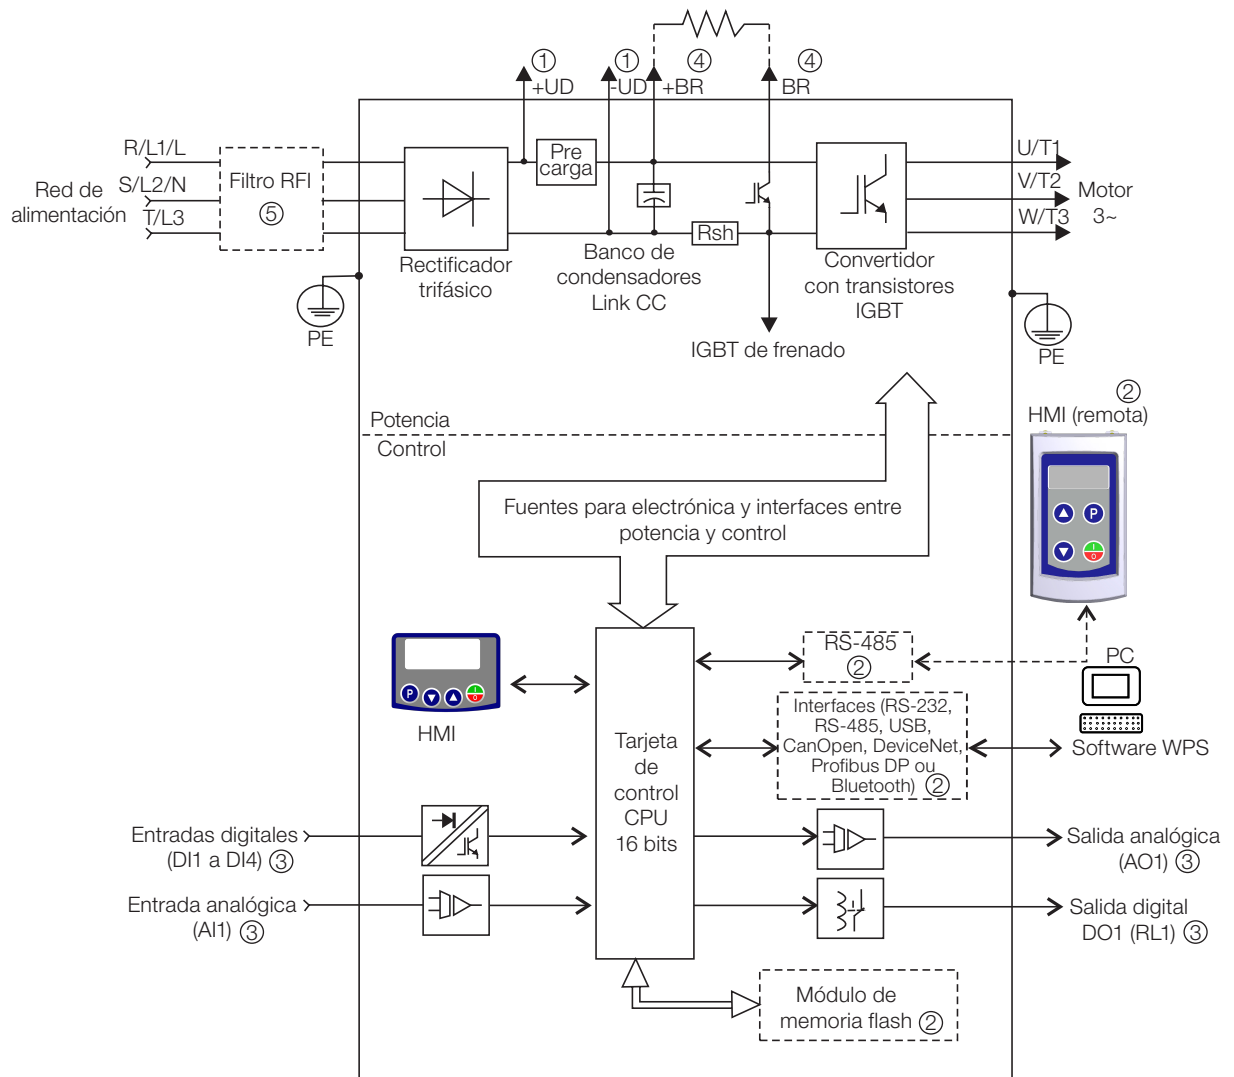 ① ① ④ ④
+UD -UD +BR BR
R/L1/L
S/L2/N
T/L3
Red de
alimentación
Filtro RFI
⑤
Pre
carga
Rsh
U/T1
V/T2
W/T3
Motor
3~
Rectificador
trifásico
Banco de
condensadores
Link CC
Convertidor
con transistores
IGBT
PE
PE
IGBT de frenado
Potencia
Control
②
HMI (remota)
P
I
0
Fuentes para electrónica y interfaces entre
potencia y control
P
I
0
HMI
Tarjeta
de
control
CPU
16 bits
RS-485
②
PC
Software WPS
Interfaces (RS-232,
RS-485, USB,
CanOpen, DeviceNet,
Profibus DP ou
Bluetooth) ②
Entradas digitales
(DI1 a DI4) ③
Salida analógica
(AO1) ③
Entrada analógica
(AI1) ③
Salida digital
DO1 (RL1) ③
Módulo de
memoria flash ②